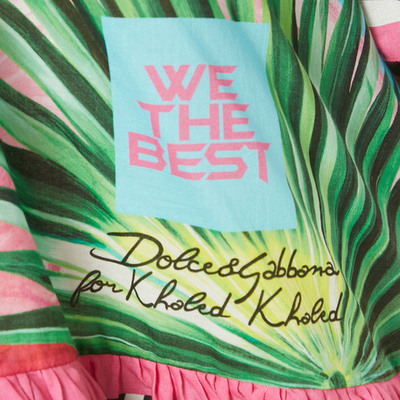 WE
THE
BEST
Dolce&Gabbana
for Khaled Khaled